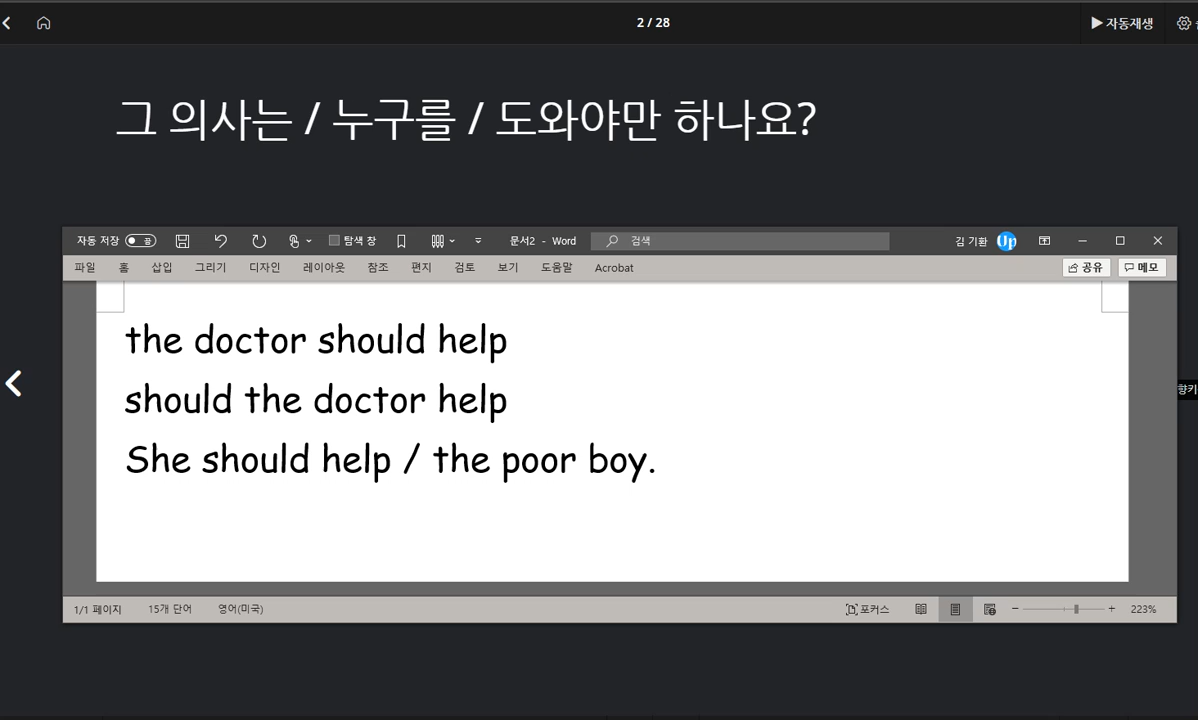 2 / 28
자동재생
그 의사는 / 누구를 / 도와야만 하나요?
자동 저장 끔 탐색 창 문서2 - Word 검색 김 기환 Up
파일 홈 삽입 그리기 디자인 레이아웃 참조 편지 검토 보기 도움말 Acrobat 공유 메모
the doctor should help
should the doctor help
향키
She should help / the poor boy.
1/1 페이지 15개 단어 영어(미국) 포커스 223%